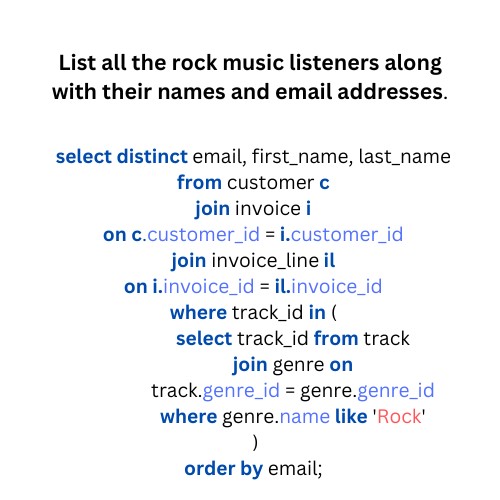 List all the rock music listeners along
with their names and email addresses.
select distinct email, first_name, last_name
from customer c
join invoice i
on c.customer_id = i.customer_id
join invoice_line il
on i.invoice_id = il.invoice_id
where track_id in (
select track_id from track
join genre on
track.genre_id = genre.genre_id
where genre.name like 'Rock'
)
order by email;